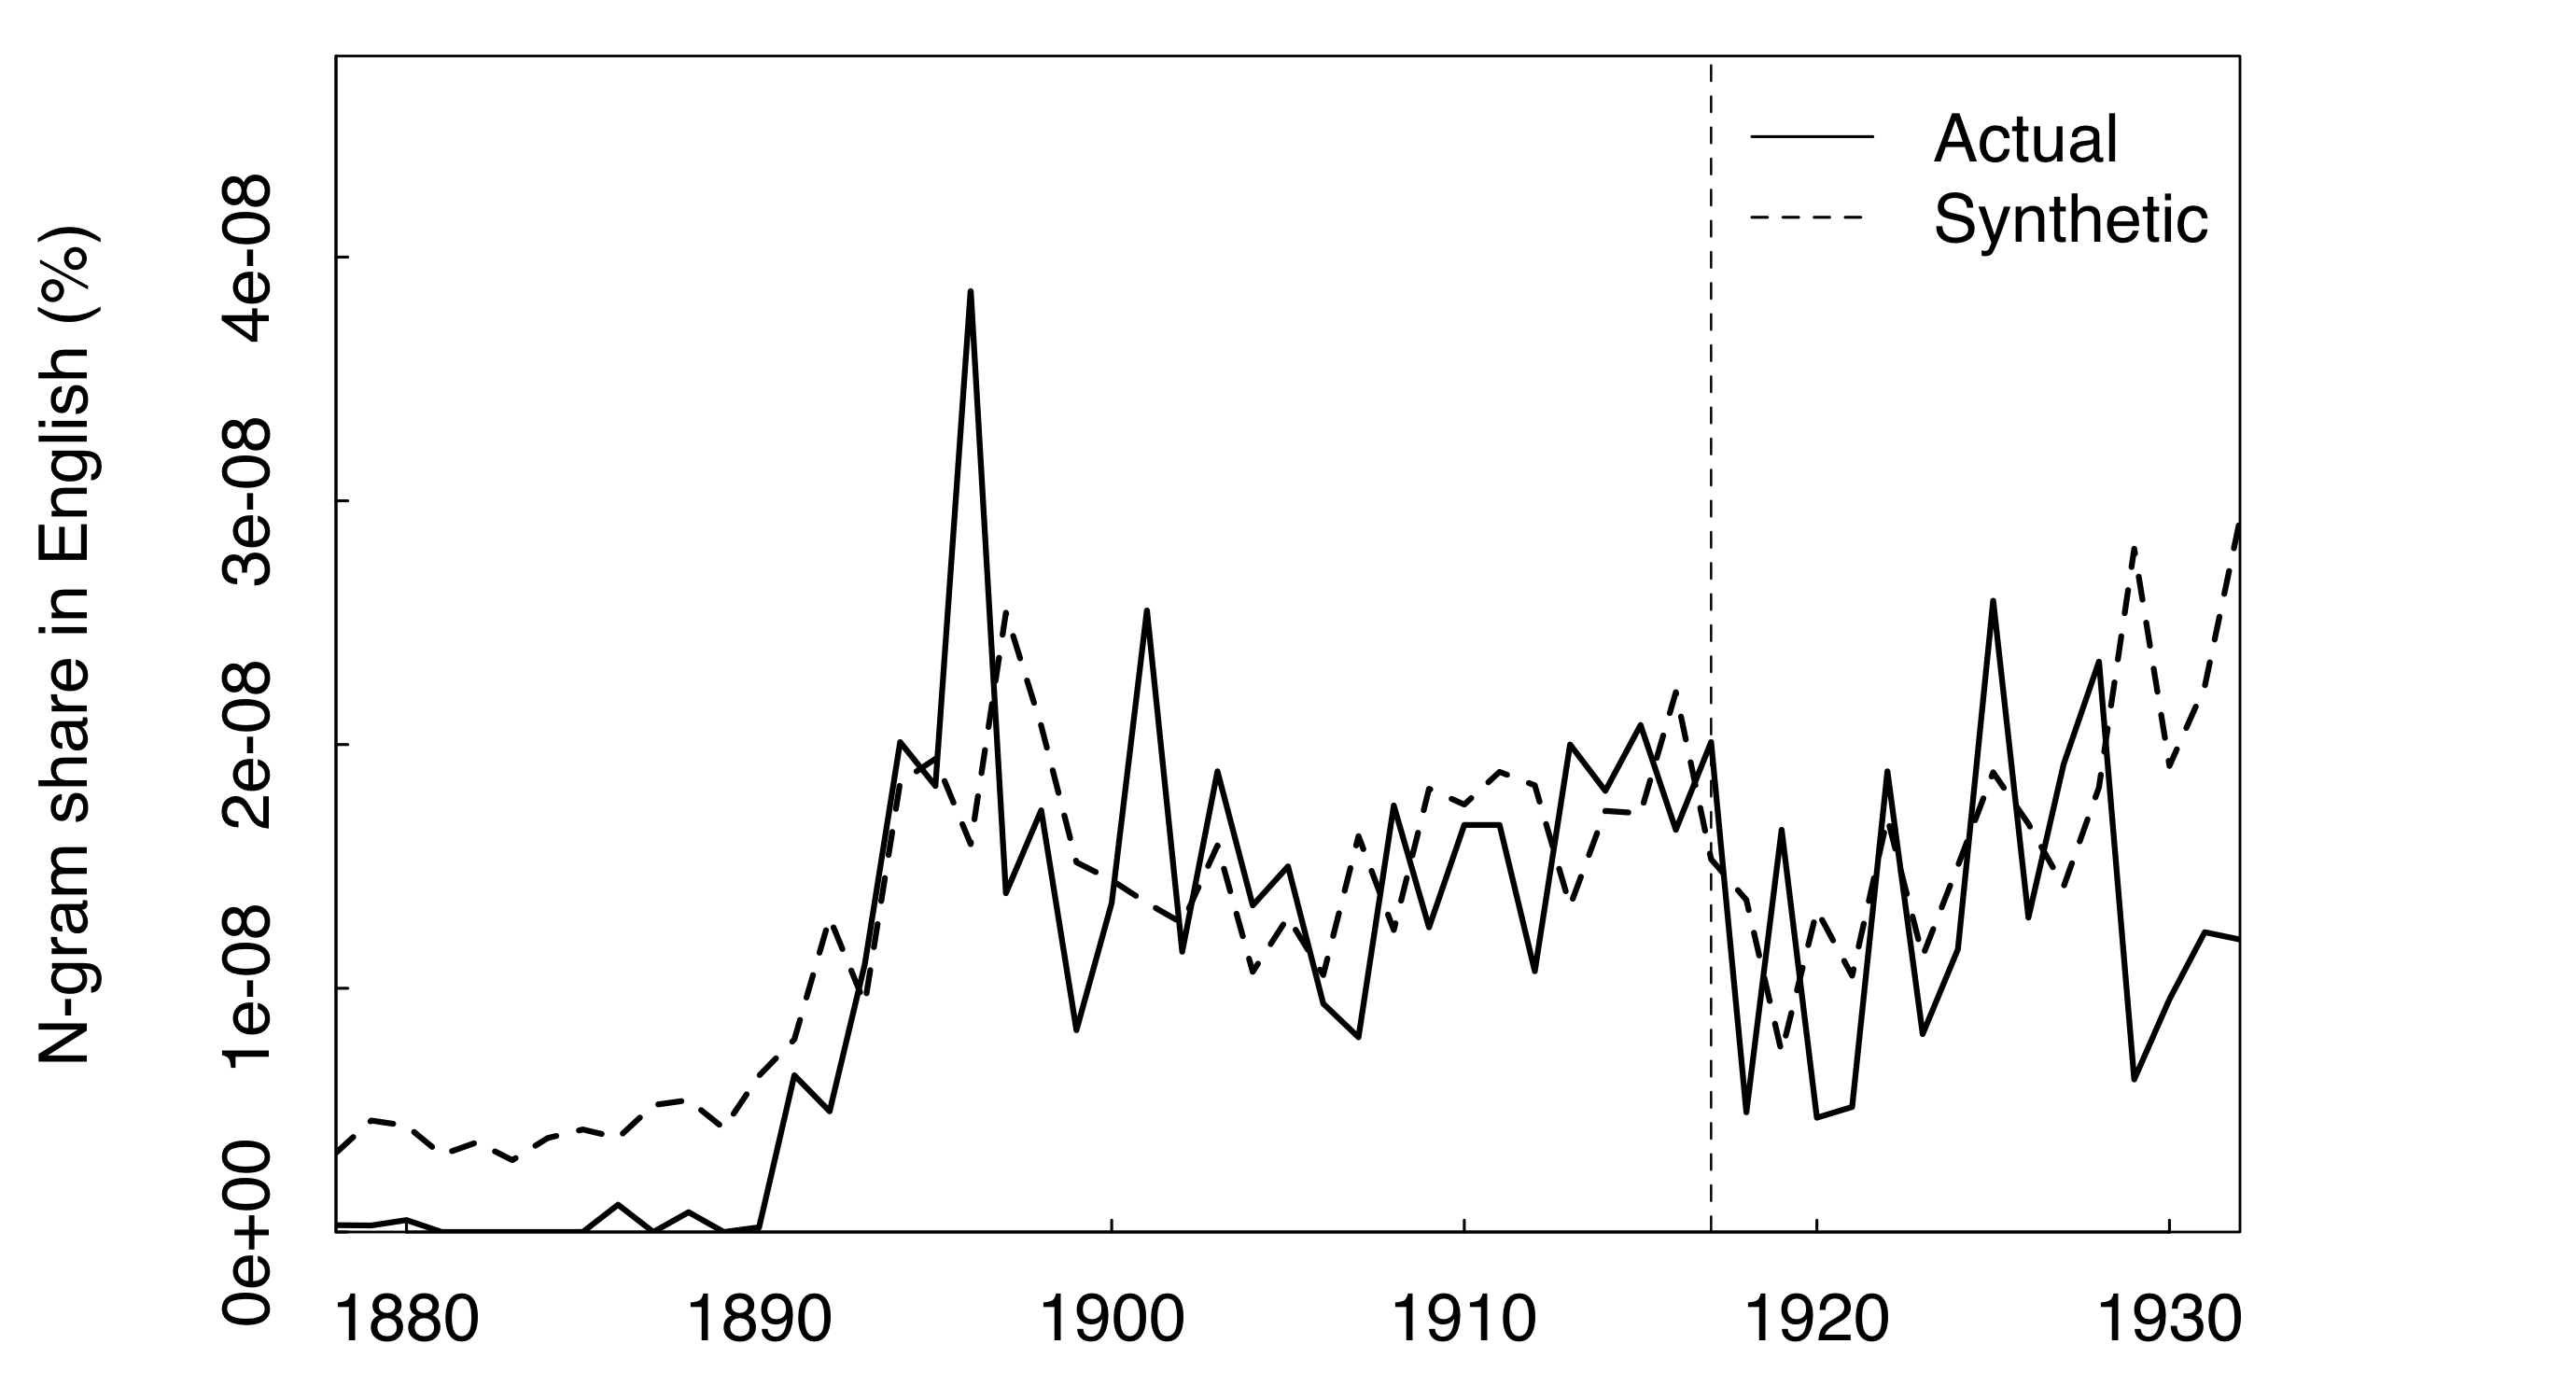 N-gram share in English (%)
4e-08
3e-08
2e-08
1e-08
0e+00
Actual
Synthetic
1880 1890 1900 1910 1920 1930